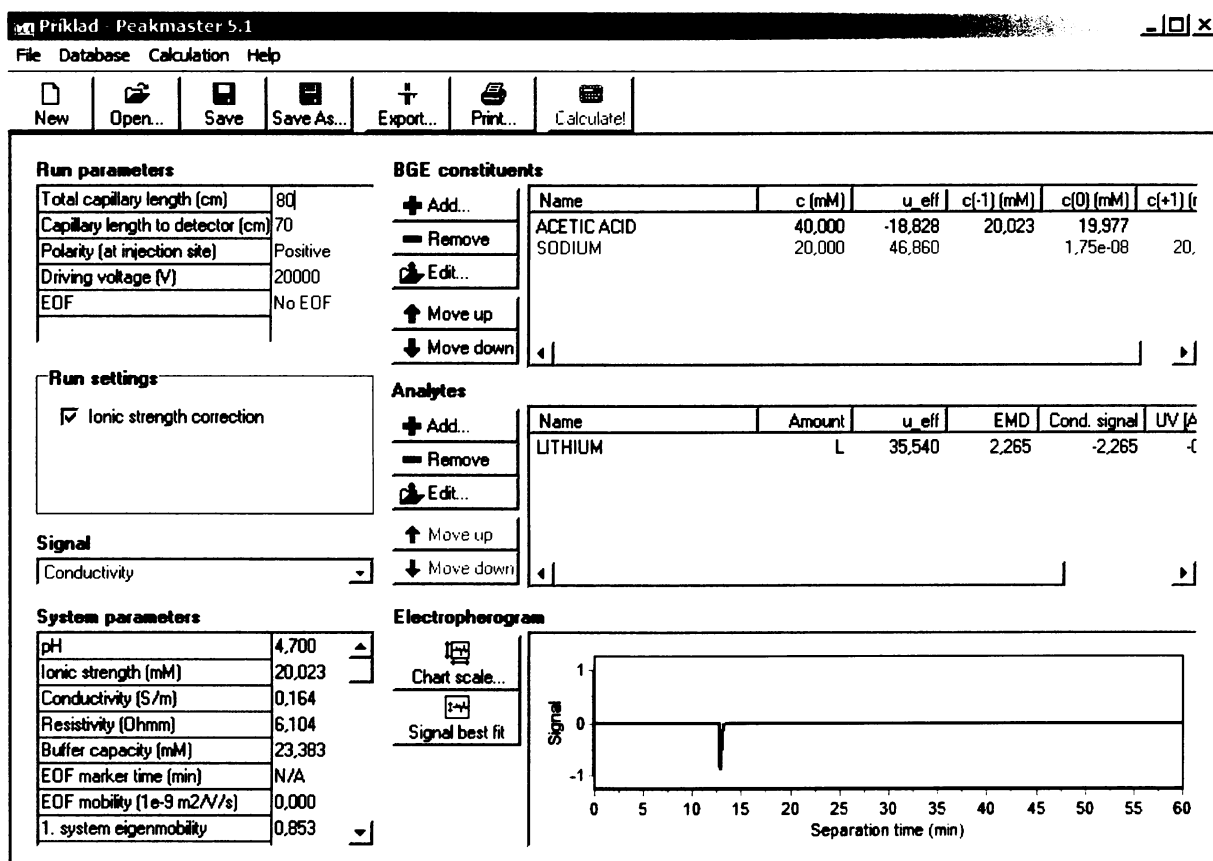 Príklad - Peakmaster 5.1
File Database Calculation Help
New Open... Save Save As... Export... Print... Calculate!
Run parameters
Total capillary length (cm) 80
Capillary length to detector (cm) 70
Polarity (at injection site) Positive
Driving voltage (V) 20000
EOF No EOF
Run settings
Ionic strength correction
Signal
Conductivity
System parameters
pH 4,700
Ionic strength (mM) 20,023
Conductivity (S/m) 0,164
Resistivity (Ohmm) 6,104
Buffer capacity (mM) 23,383
EOF marker time (min) N/A
EOF mobility (1e-9 m2/V/s) 0,000
1. system eigenmobility 0,853
BGE constituents
Add...
Remove
Edit...
Move up
Move down
Name c (mM) u_eff c(-1) (mM) c(0) (mM) c(+1) (r
ACETIC ACID 40,000 -18,828 20,023 19,977
SODIUM 20,000 46,860 1,75e-08 20,
Analytes
Add...
Remove
Edit...
Move up
Move down
Name Amount u_eff EMD Cond. signal UV [A
LITHIUM L 35,540 2,265 -2,265
Electropherogram
Chart scale...
Signal best fit
Signal
1
0
-1
0 5 10 15 20 25 30 35 40 45 50 55 60
Separation time (min)